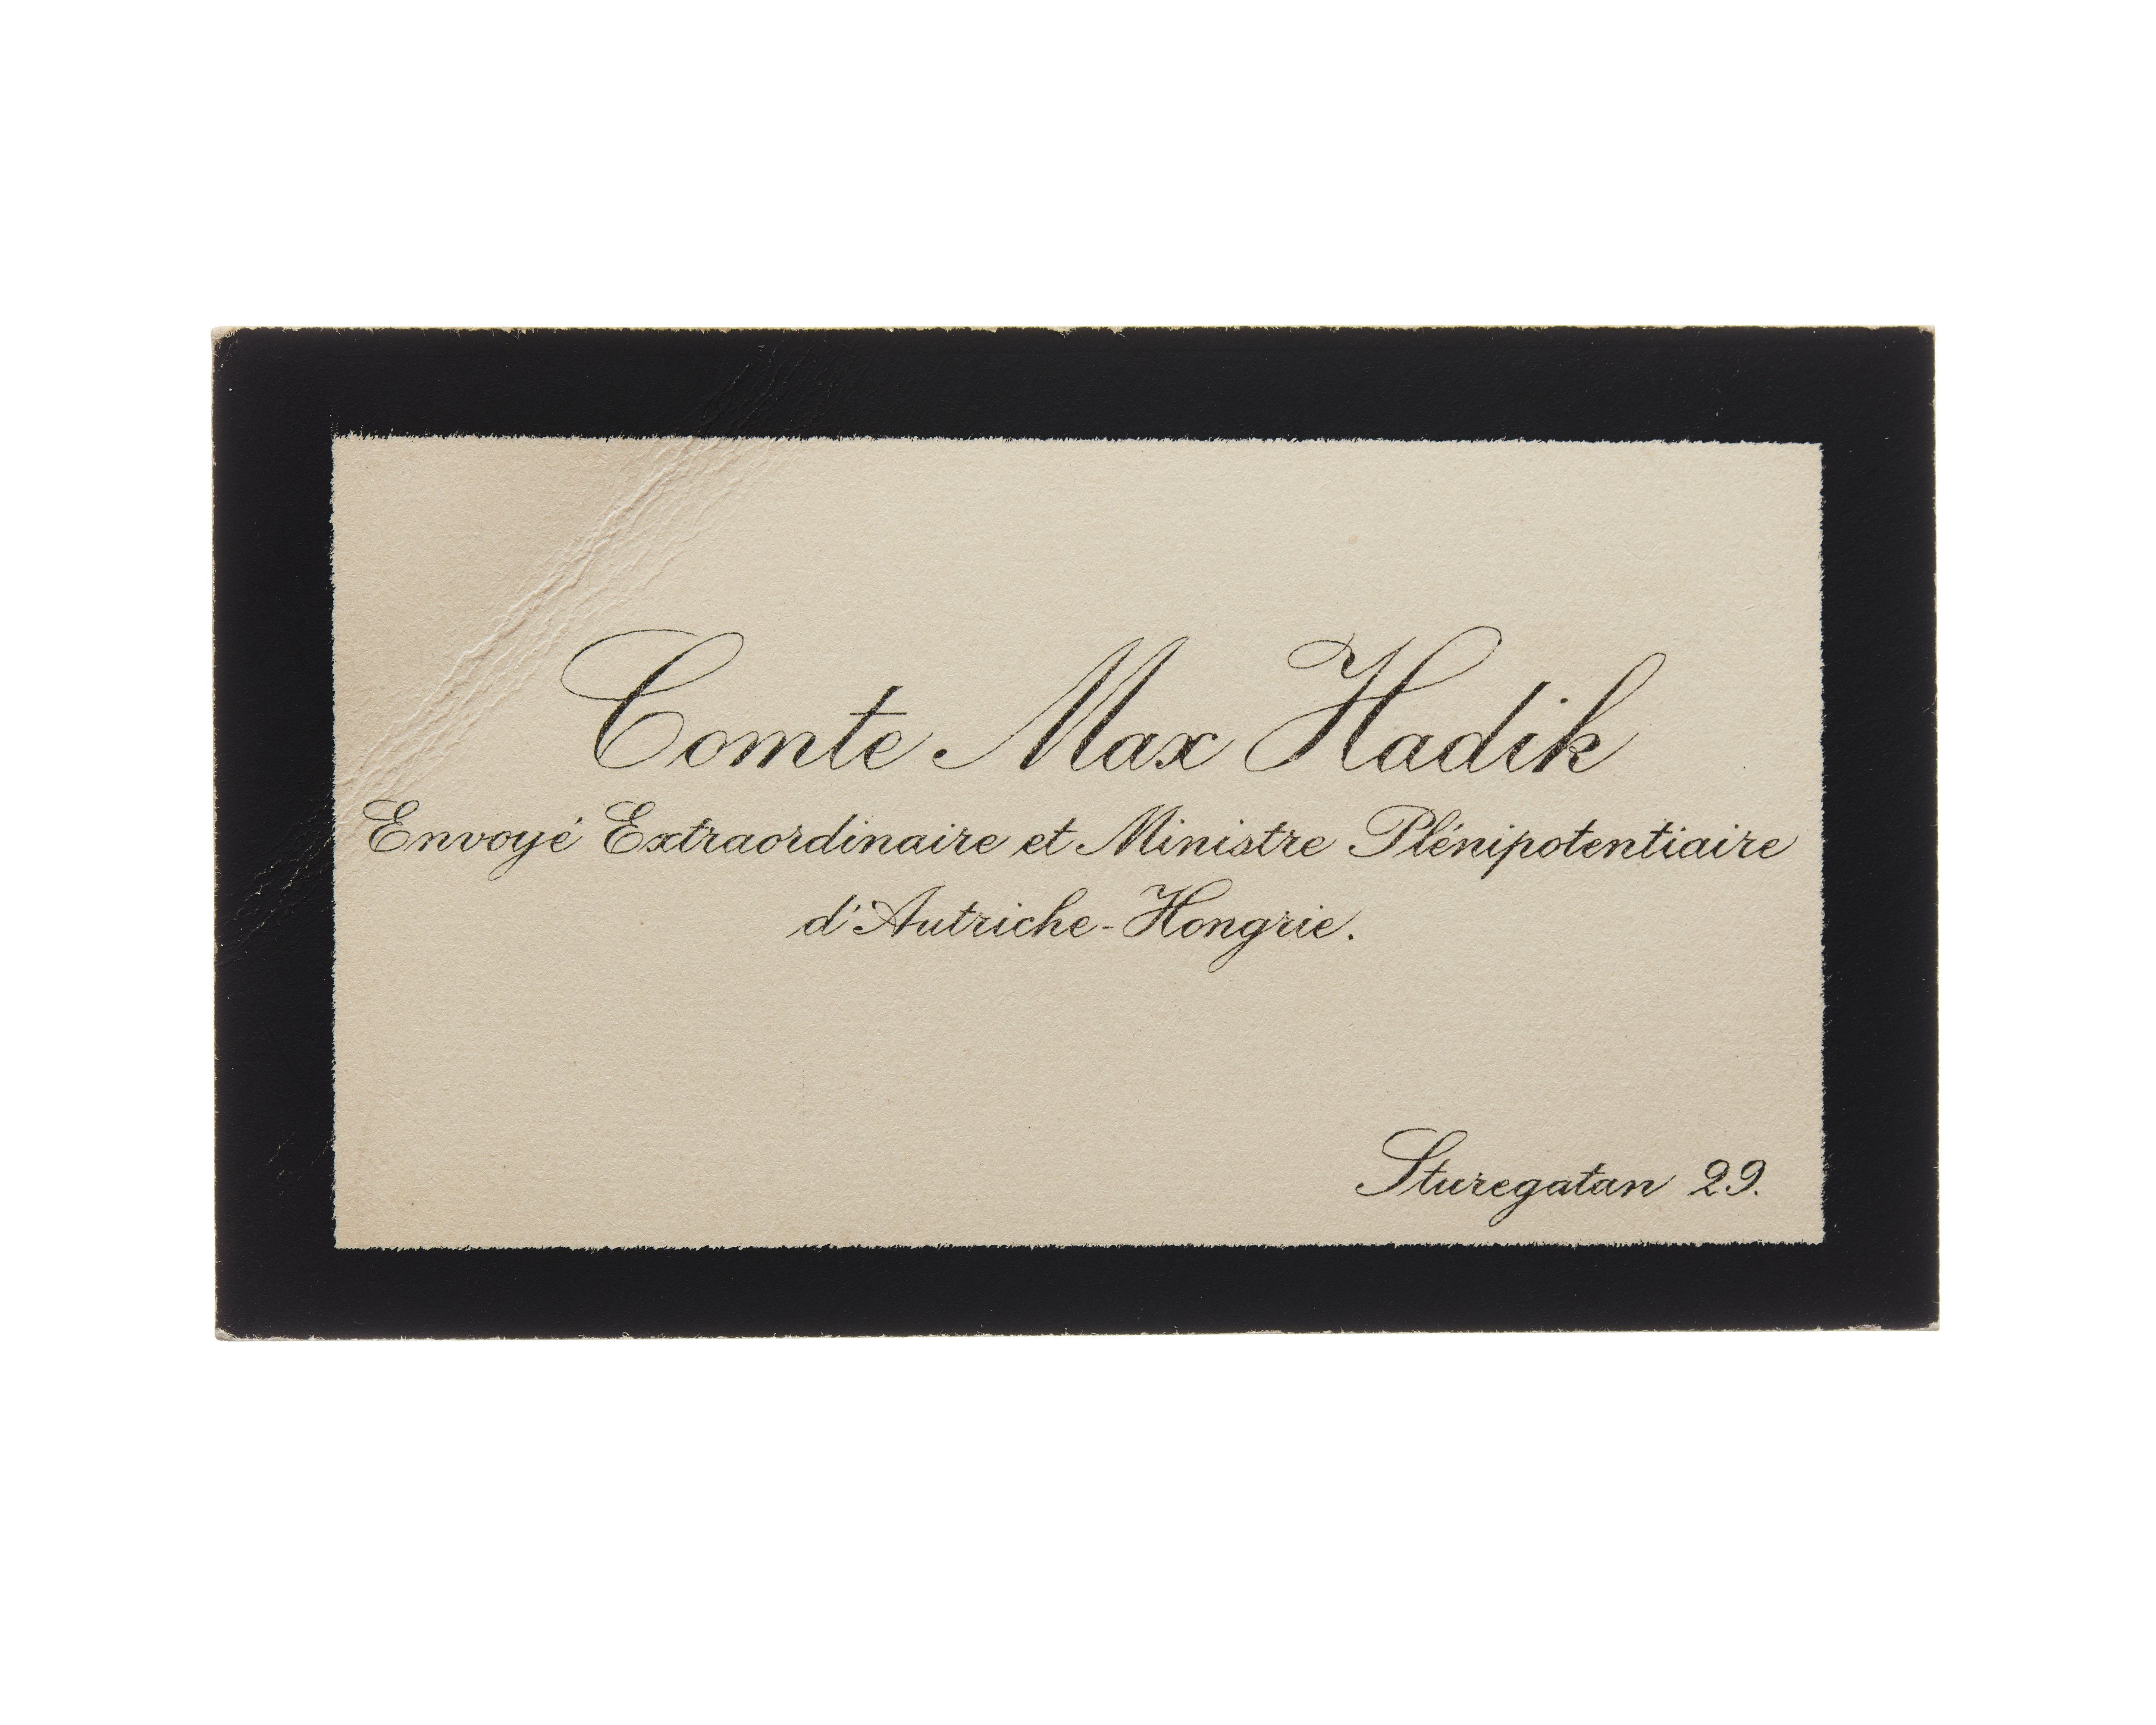 Comte Max Hadik
Envoyé Extraordinaire et Ministre Plénipotentiaire
d'Autriche-Hongrie.
Sturegatan 29.